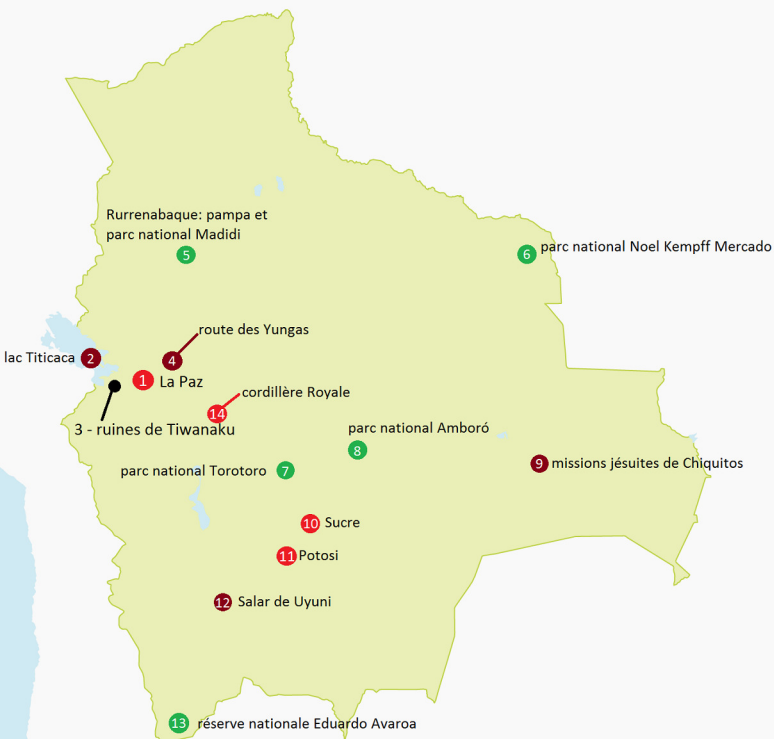 Rurrenabaque: pampa et
parc national Madidi
5
6 parc national Noel Kempff Mercado
route des Yungas
lac Titicaca 2
4
1 La Paz
cordillère Royale
14
3 - ruines de Tiwanaku
parc national Amboró
8
parc national Torotoro 7
9 missions jésuites de Chiquitos
10 Sucre
11 Potosi
12 Salar de Uyuni
13 réserve nationale Eduardo Avaroa